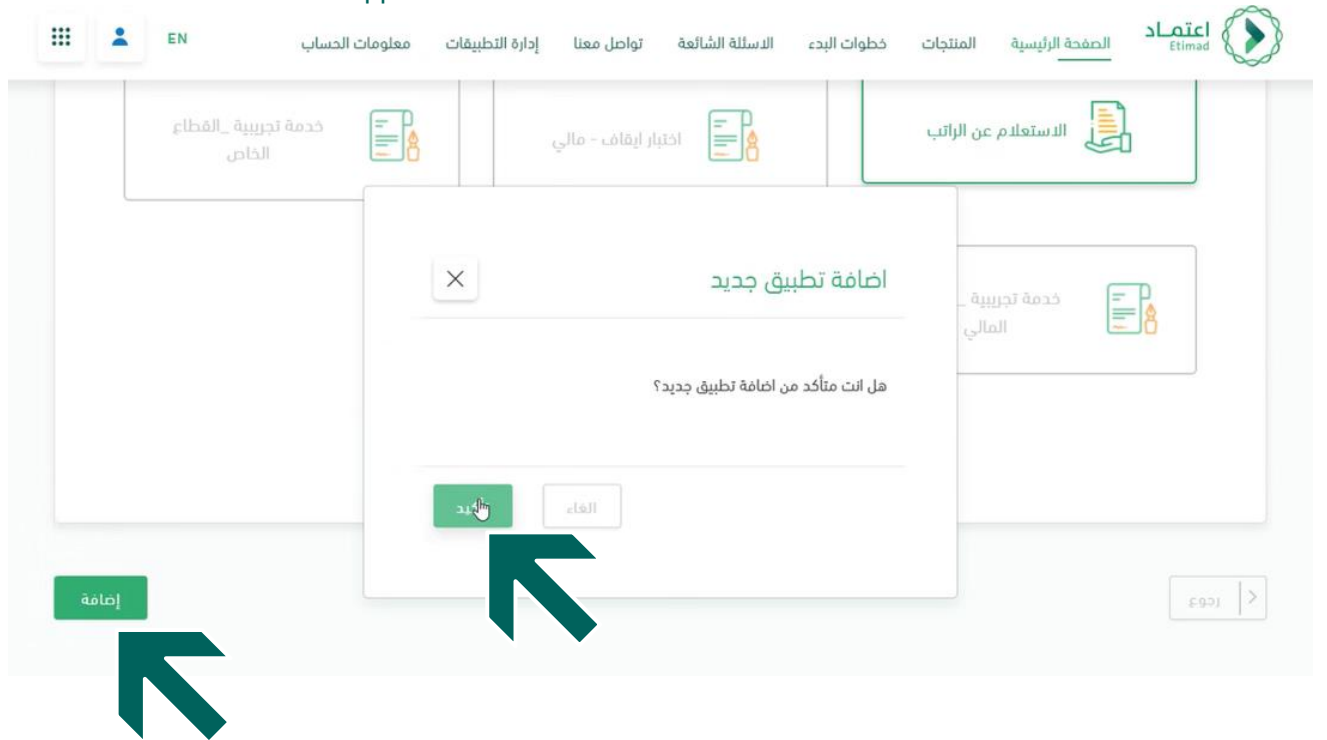 اعتماد
Etimad
الصفحة الرئيسية
المنتجات
خطوات البدء
الاسئلة الشائعة
تواصل معنا
إدارة التطبيقات
معلومات الحساب
EN
الاستعلام عن الراتب
اختبار ايقاف - مالي
خدمة تجريبية _القطاع
الخاص
خدمة تجريبية _
المالي
اضافة تطبيق جديد
هل انت متأكد من اضافة تطبيق جديد؟
الغاء
رجوع
إضافة